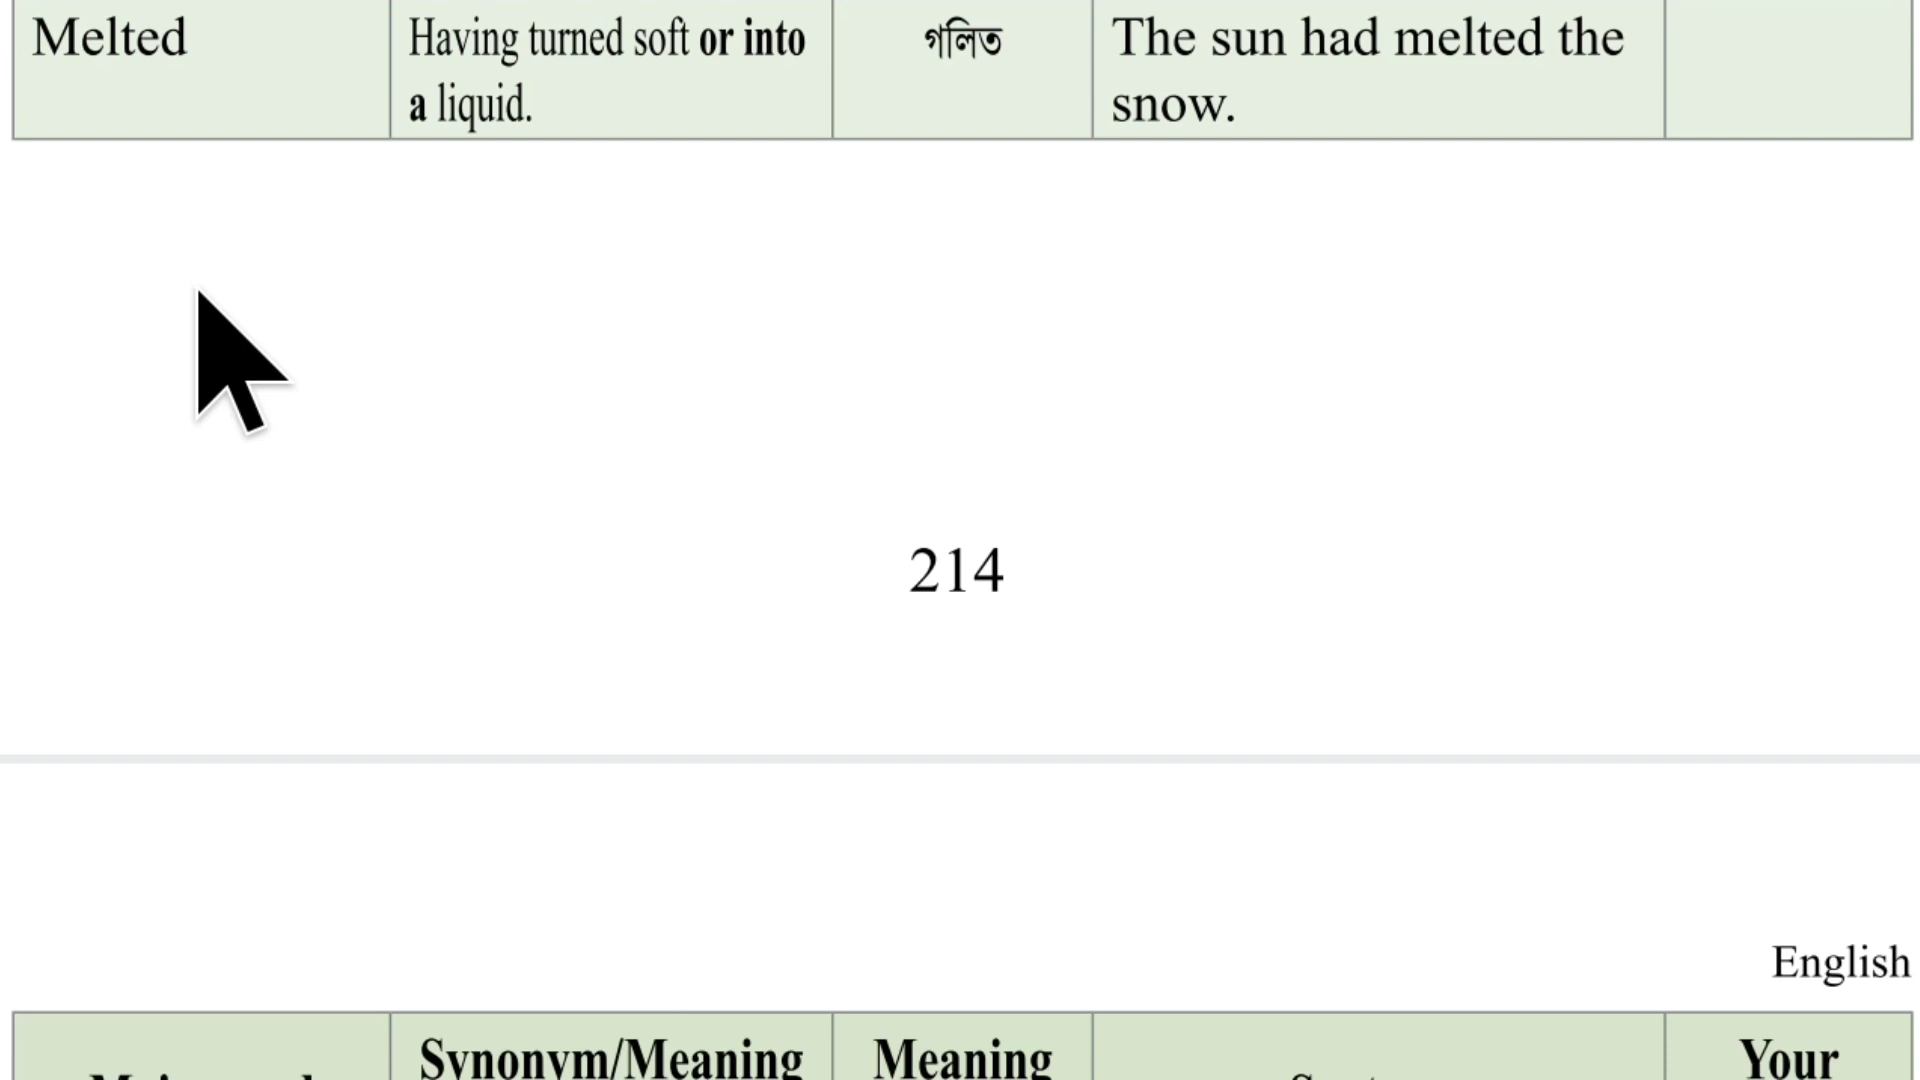 Melted
Having turned soft or into
a liquid.
গলিত
The sun had melted the
snow.
214
English
Synonym/Meaning
Meaning
Your